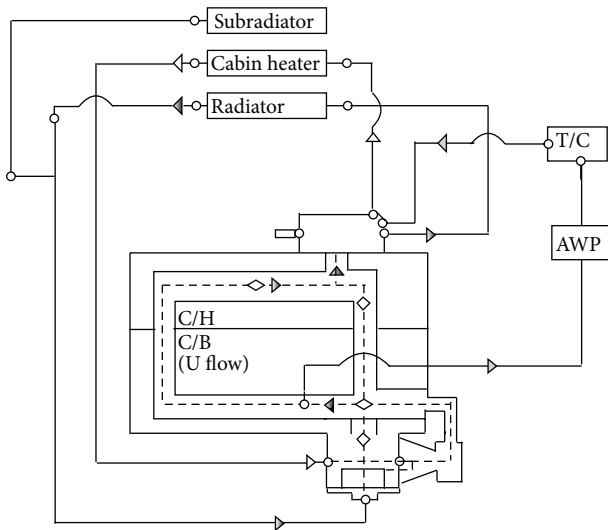 Subradiator
Cabin heater
Radiator
T/C
AWP
C/H
C/B
(U flow)